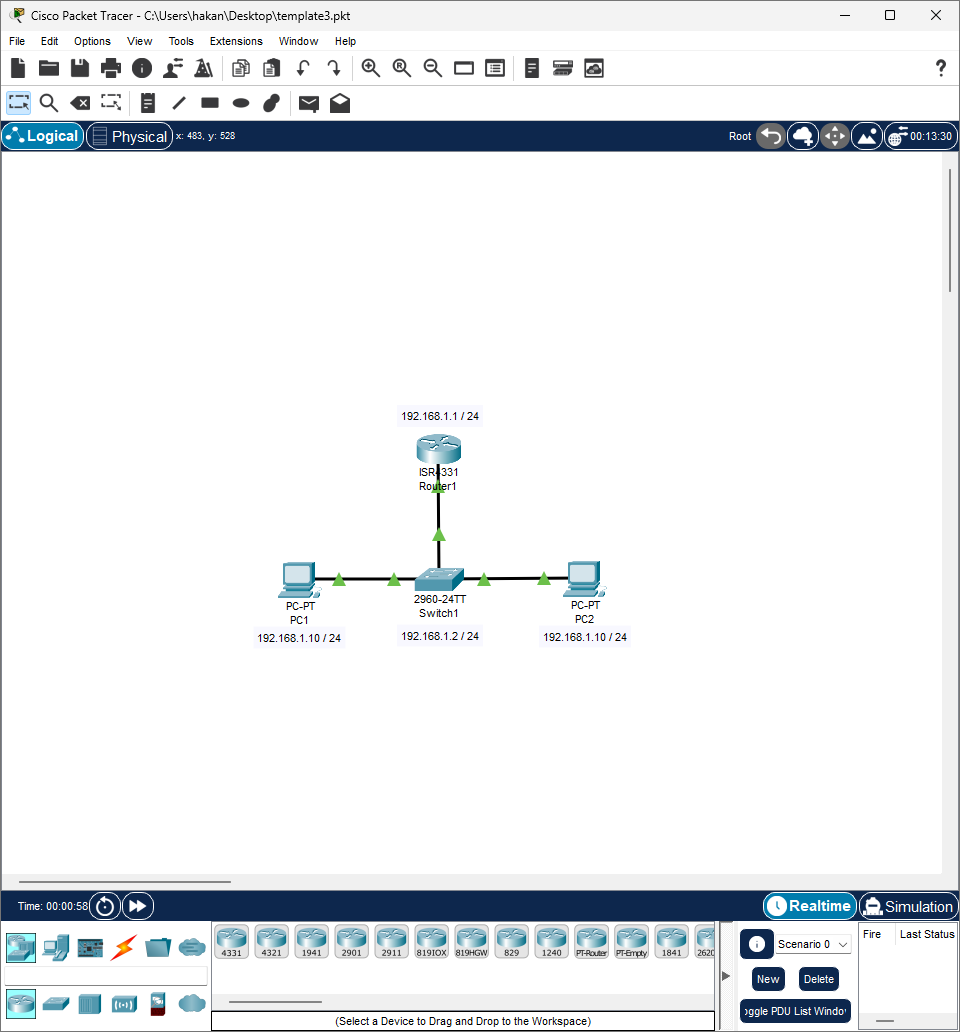 Cisco Packet Tracer - C:\Users\hakan\Desktop\template3.pkt
File Edit Options View Tools Extensions Window Help
Logical Physical x: 483, y: 528 Root 00:13:30
192.168.1.1 / 24
ISR4331
Router1
PC-PT
PC1
192.168.1.10 / 24
2960-24TT
Switch1
192.168.1.2 / 24
PC-PT
PC2
192.168.1.10 / 24
Time: 00:00:58 Realtime Simulation
4331 4321 1941 2901 2911 819IOX 819HGW 829 1240 PT-Router PT-Empty 1841 2620
(Select a Device to Drag and Drop to the Workspace)
Scenario 0
New Delete
oggle PDU List Windo
Fire Last Status